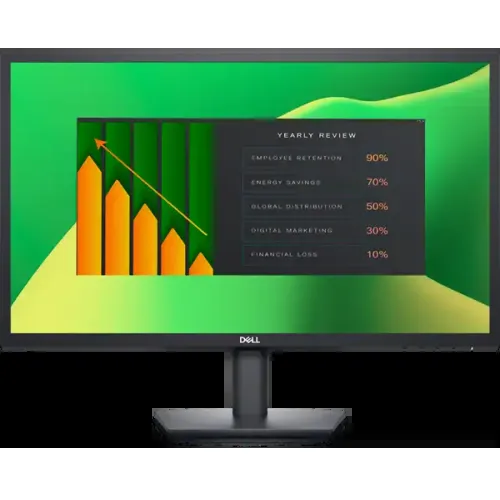 YEARLY REVIEW
EMPLOYEE RETENTION 90%
ENERGY SAVINGS 70%
GLOBAL DISTRIBUTION 50%
DIGITAL MARKETING 30%
FINANCIAL LOSS 10%
DELL